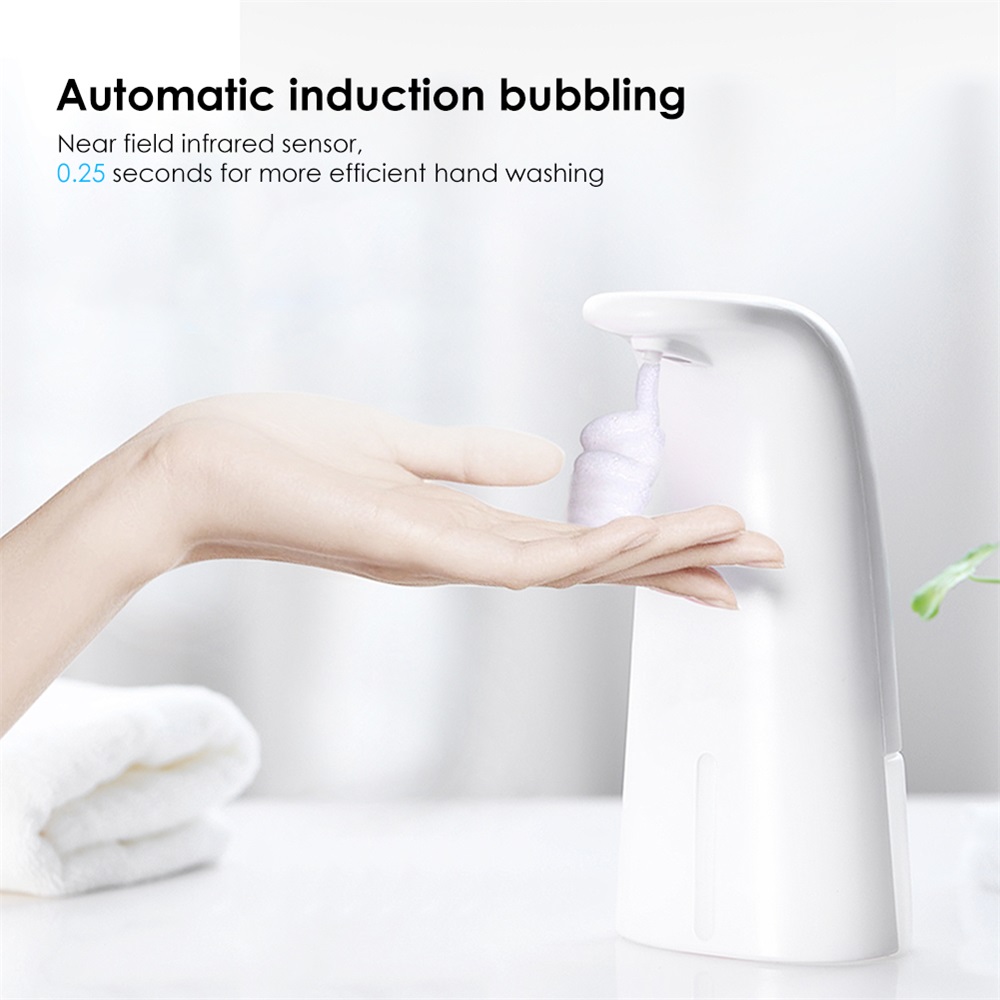 Automatic induction bubbling
Near field infrared sensor,
0.25 seconds for more efficient hand washing